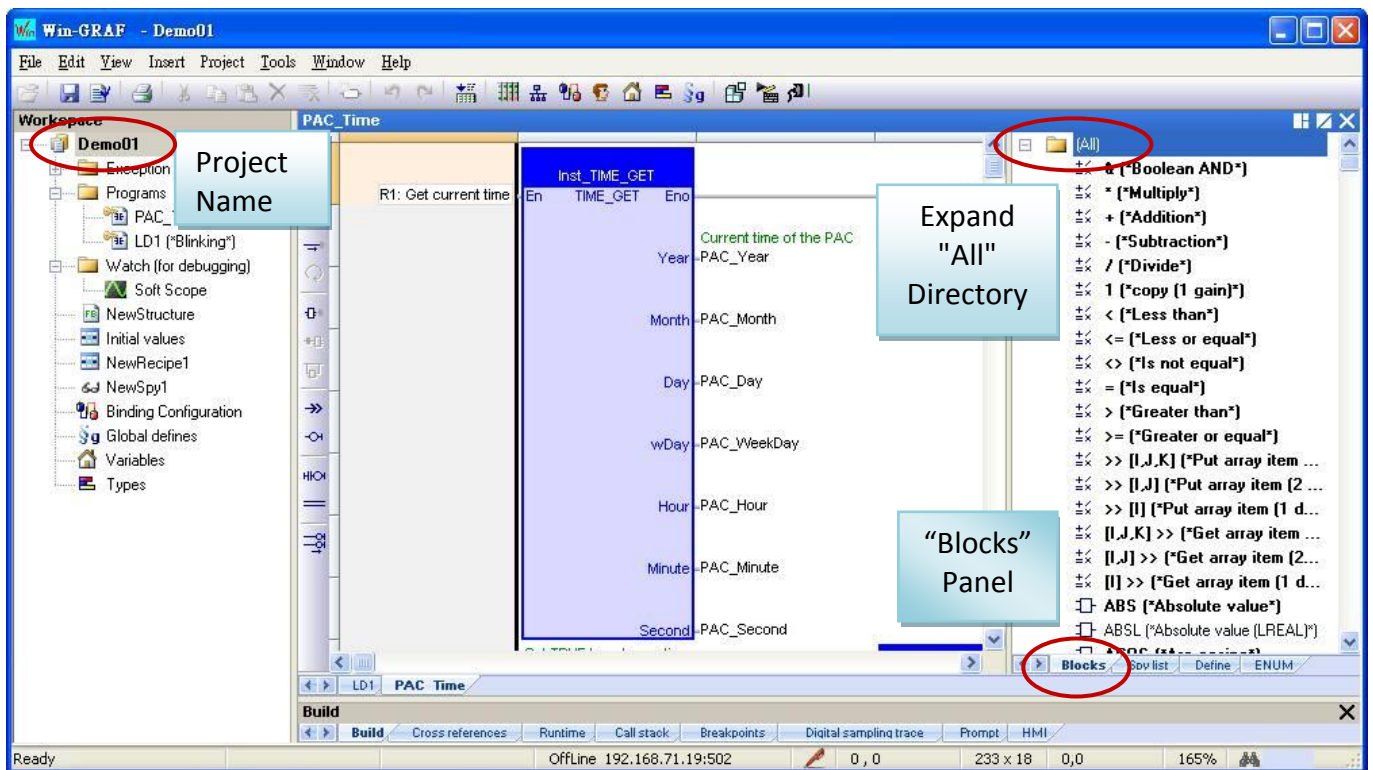 Win-GRAF - Demo01
File Edit View Insert Project Tools Window Help
Workspace
Demo01
Exception
Programs
PAC_
LD1 (*Blinking*)
Watch (for debugging)
Soft Scope
NewStructure
Initial values
NewRecipe1
NewSpy1
Binding Configuration
Global defines
Variables
Types
Project
Name
PAC_Time
R1: Get current time
Inst_TIME_GET
En TIME_GET Eno
Current time of the PAC
Year PAC_Year
Month PAC_Month
Day PAC_Day
wDay PAC_WeekDay
Hour PAC_Hour
Minute PAC_Minute
Second PAC_Second
LD1 PAC_Time
Expand
"All"
Directory
“Blocks”
Panel
(All)
& (*Boolean AND*)
* (*Multiply*)
+ (*Addition*)
- (*Subtraction*)
/ (*Divide*)
1 (*copy (1 gain)*)
< (*Less than*)
<= (*Less or equal*)
<> (*Is not equal*)
= (*Is equal*)
> (*Greater than*)
>= (*Greater or equal*)
>> [I,J,K] (*Put array item ...
>> [I,J] (*Put array item (2 ...
>> [I] (*Put array item (1 d...
[I,J,K] >> (*Get array item ...
[I,J] >> (*Get array item (2...
[I] >> (*Get array item (1 d...
ABS (*Absolute value*)
ABSL (*Absolute value (LREAL)*)
Blocks Spy list Define ENUM
Build
Build Cross references Runtime Call stack Breakpoints Digital sampling trace Prompt HMI
Ready OffLine 192.168.71.19:502 0 , 0 233 x 18 0,0 165%